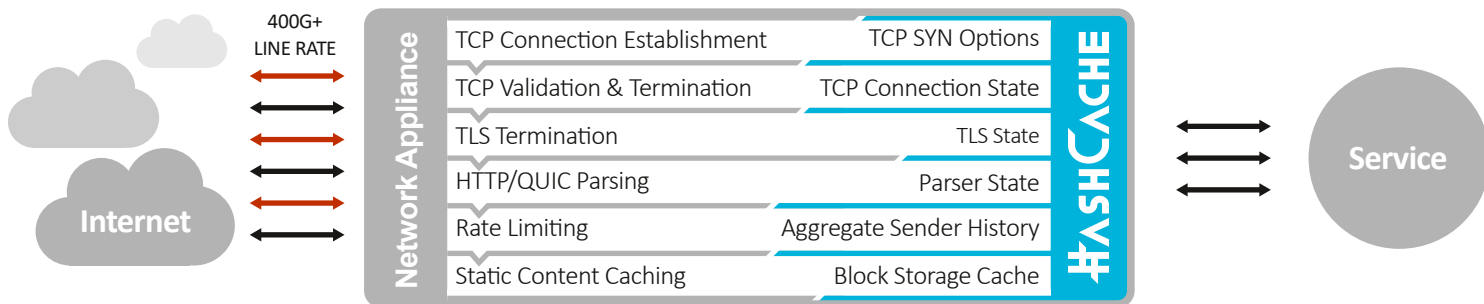 400G+
LINE RATE
Internet
Network Appliance
TCP Connection Establishment
TCP SYN Options
TCP Validation & Termination
TCP Connection State
TLS Termination
TLS State
HTTP/QUIC Parsing
Parser State
Rate Limiting
Aggregate Sender History
Static Content Caching
Block Storage Cache
HASHCACHE
Service